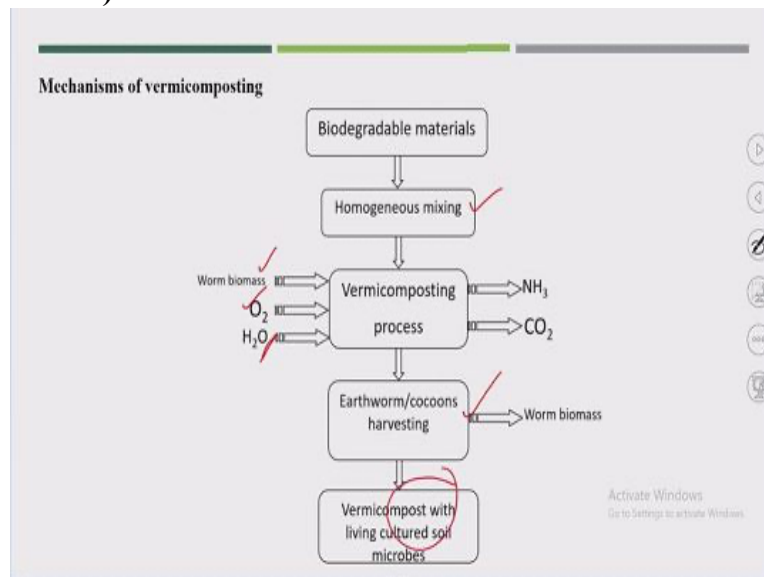 )
Mechanisms of vermicomposting
Biodegradable materials
Homogeneous mixing
Worm biomass
O₂
H₂O
Vermicomposting
process
NH₃
CO₂
Earthworm/cocoons
harvesting
Worm biomass
Vermicompost with
living cultured soil
microbes
Activate Windows
Go to Settings to activate Windows.